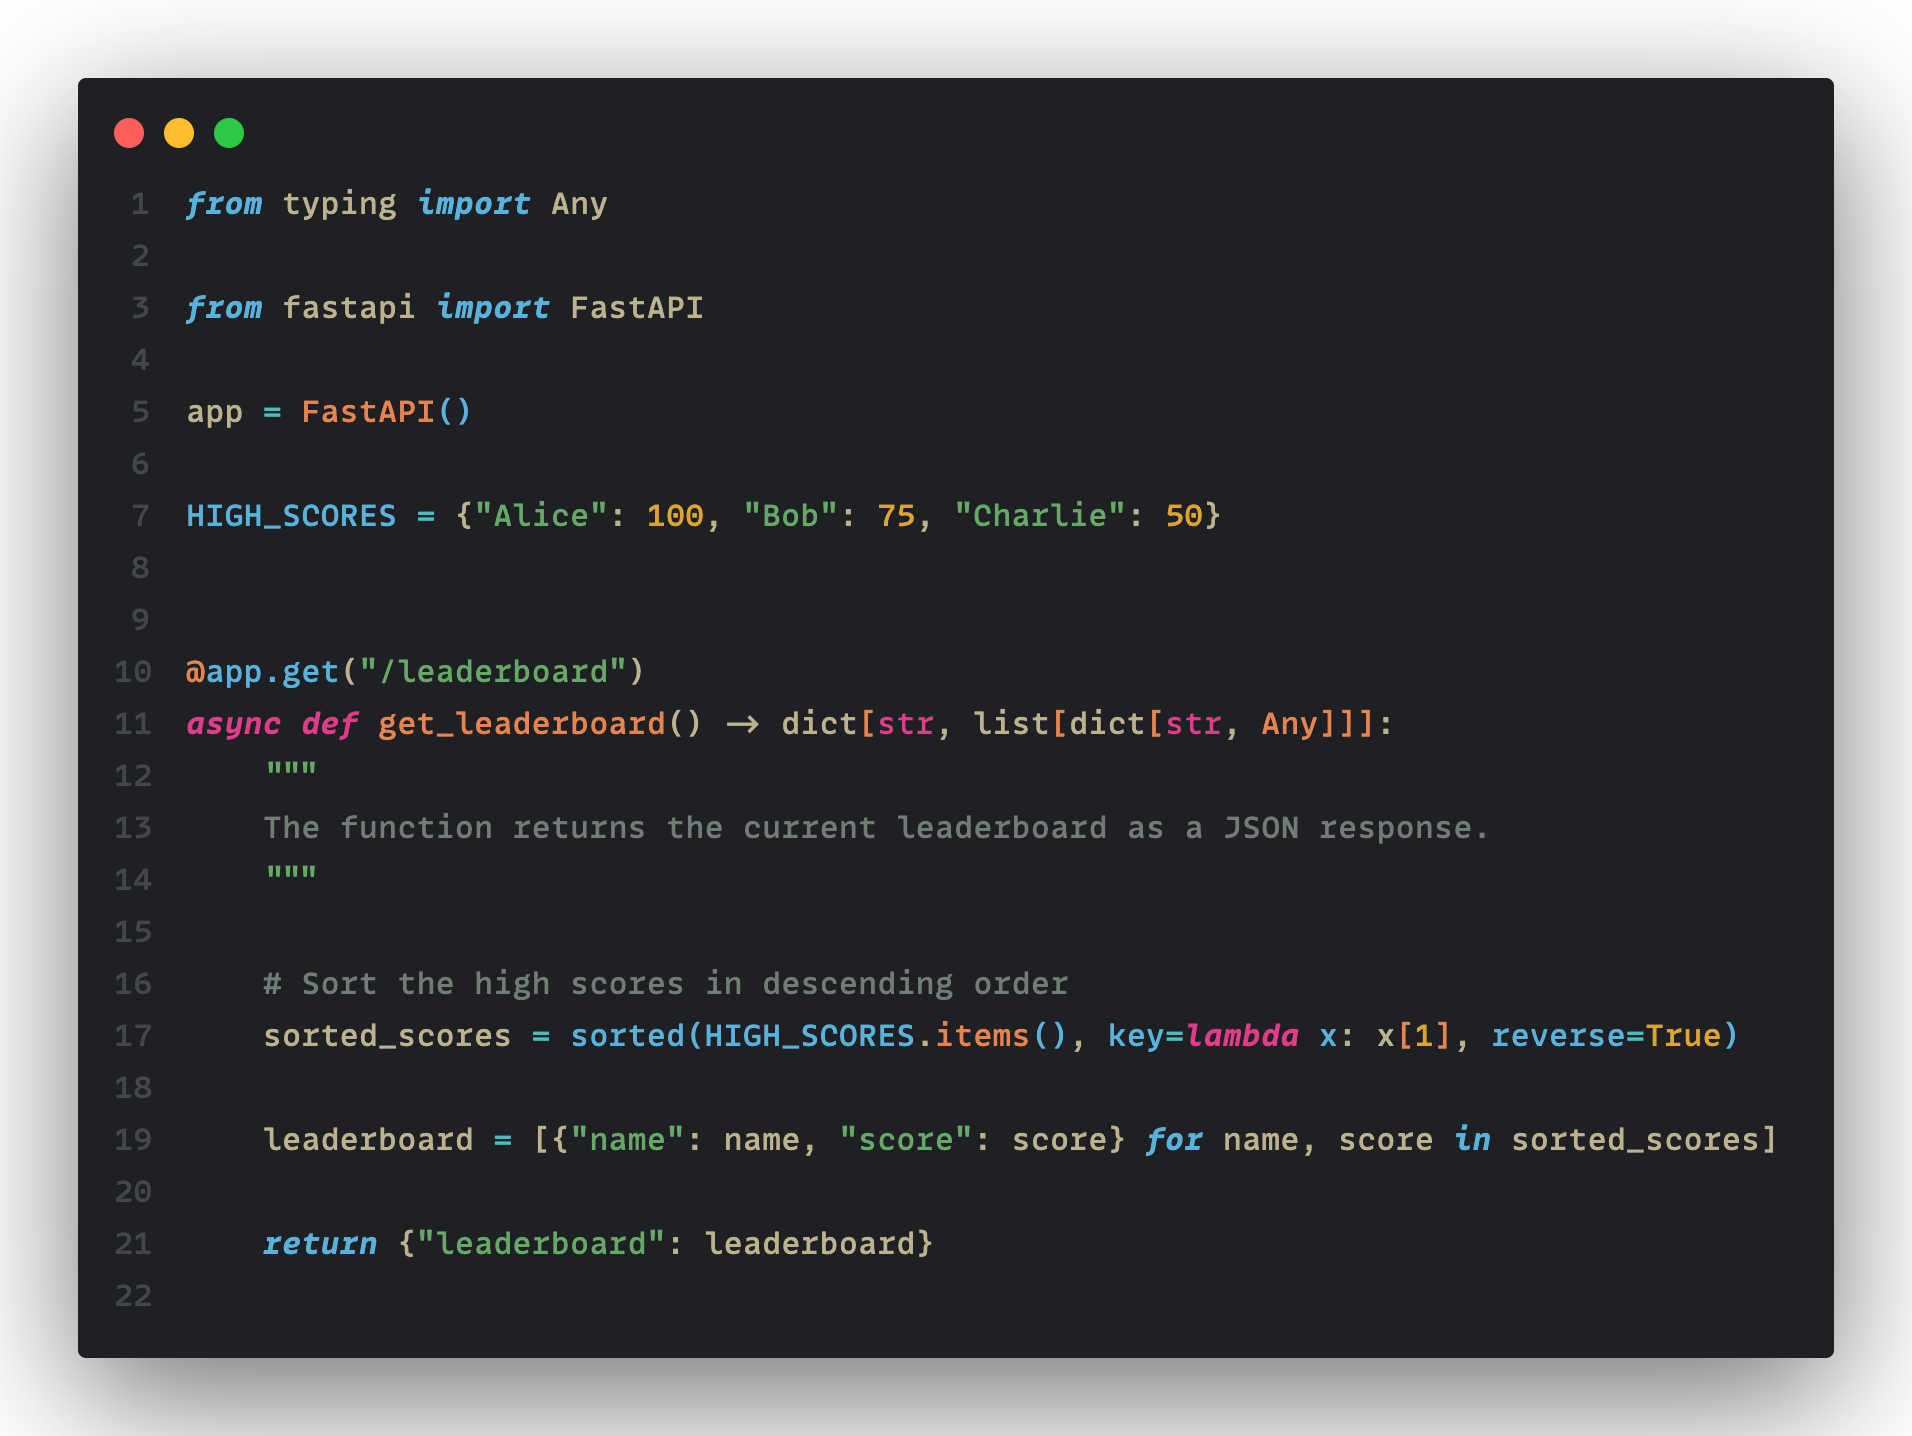 1 from typing import Any
2
3 from fastapi import FastAPI
4
5 app = FastAPI()
6
7 HIGH_SCORES = {"Alice": 100, "Bob": 75, "Charlie": 50}
8
9
10 @app.get("/leaderboard")
11 async def get_leaderboard() -> dict[str, list[dict[str, Any]]]:
12     """
13     The function returns the current leaderboard as a JSON response.
14     """
15
16     # Sort the high scores in descending order
17     sorted_scores = sorted(HIGH_SCORES.items(), key=lambda x: x[1], reverse=True)
18
19     leaderboard = [{"name": name, "score": score} for name, score in sorted_scores]
20
21     return {"leaderboard": leaderboard}
22